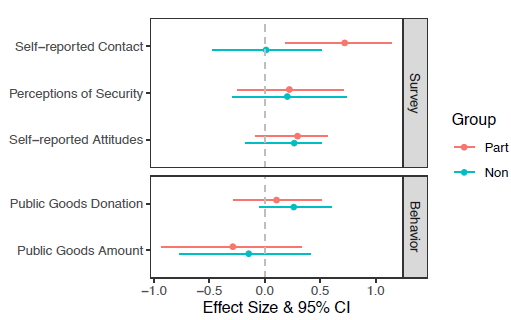 Self-reported Contact
Perceptions of Security
Self-reported Attitudes
Survey
Public Goods Donation
Public Goods Amount
Behavior
-1.0 -0.5 0.0 0.5 1.0
Effect Size & 95% CI
Group
Part
Non